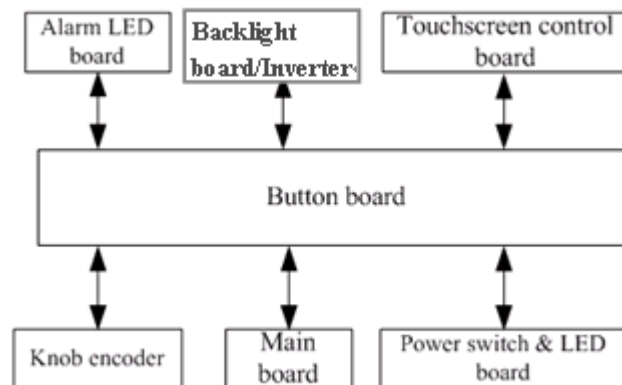 Alarm LED
board
Backlight
board/Inverter
Touchscreen control
board
Button board
Knob encoder
Main
board
Power switch & LED
board